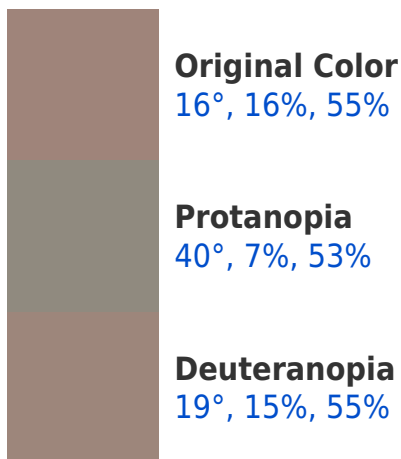 Original Color
16°, 16%, 55%
Protanopia
40°, 7%, 53%
Deuteranopia
19°, 15%, 55%